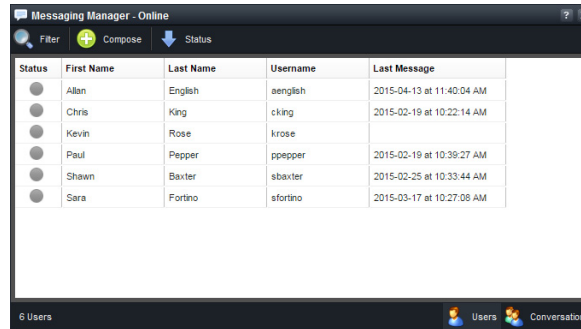 Messaging Manager - Online ?
Filter Compose Status
Status First Name Last Name Username Last Message
Allan English aenglish 2015-04-13 at 11:40:04 AM
Chris King cking 2015-02-19 at 10:22:14 AM
Kevin Rose krose
Paul Pepper ppepper 2015-02-19 at 10:39:27 AM
Shawn Baxter sbaxter 2015-02-25 at 10:33:44 AM
Sara Fortino sfortino 2015-03-17 at 10:27:08 AM
6 Users Users Conversatio